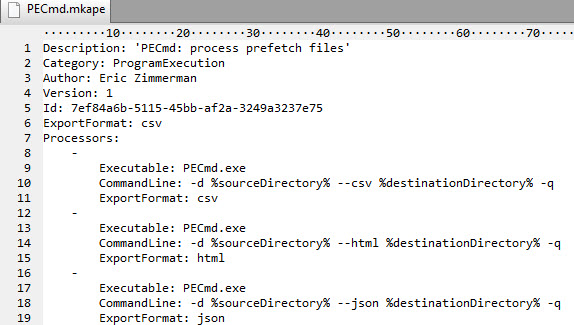 PECmd.mkape
10 20 30 40 50 60 70
1 Description: 'PECmd: process prefetch files'
2 Category: ProgramExecution
3 Author: Eric Zimmerman
4 Version: 1
5 Id: 7ef84a6b-5115-45bb-af2a-3249a3237e75
6 ExportFormat: csv
7 Processors:
8     -
9         Executable: PECmd.exe
10         CommandLine: -d %sourceDirectory% --csv %destinationDirectory% -q
11         ExportFormat: csv
12     -
13         Executable: PECmd.exe
14         CommandLine: -d %sourceDirectory% --html %destinationDirectory% -q
15         ExportFormat: html
16     -
17         Executable: PECmd.exe
18         CommandLine: -d %sourceDirectory% --json %destinationDirectory% -q
19         ExportFormat: json